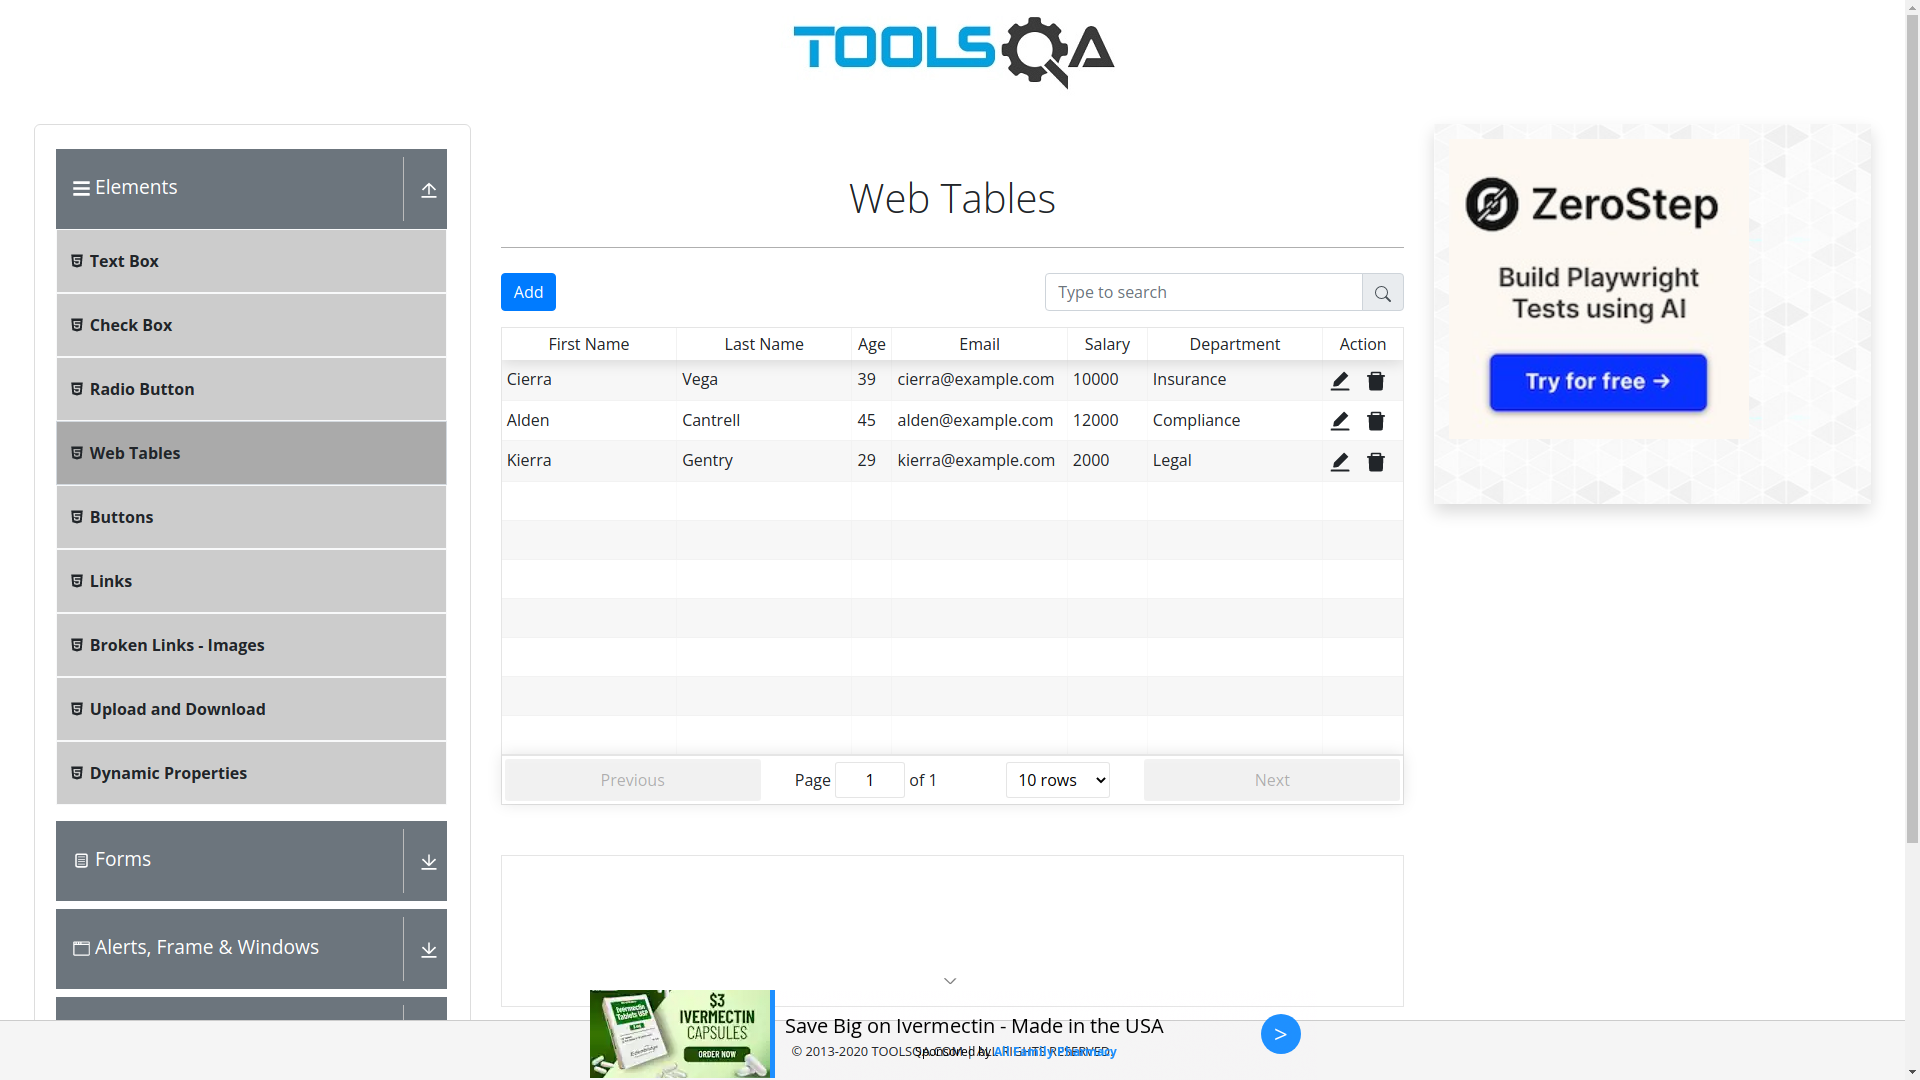 TOOLSQA
Elements
Text Box
Check Box
Radio Button
Web Tables
Buttons
Links
Broken Links - Images
Upload and Download
Dynamic Properties
Forms
Alerts, Frame & Windows
Web Tables
Add
Type to search
First Name Last Name Age Email Salary Department Action
Cierra Vega 39 cierra@example.com 10000 Insurance
Alden Cantrell 45 alden@example.com 12000 Compliance
Kierra Gentry 29 kierra@example.com 2000 Legal
Previous Page 1 of 1 10 rows Next
ZeroStep
Build Playwright
Tests using AI
Try for free →
$3
IVERMECTIN
CAPSULES
ORDER NOW
Save Big on Ivermectin - Made in the USA
>
© 2013-2020 TOOLSQA.COM | ALL RIGHTS RESERVED.
Sponsored by All Family Pharmacy